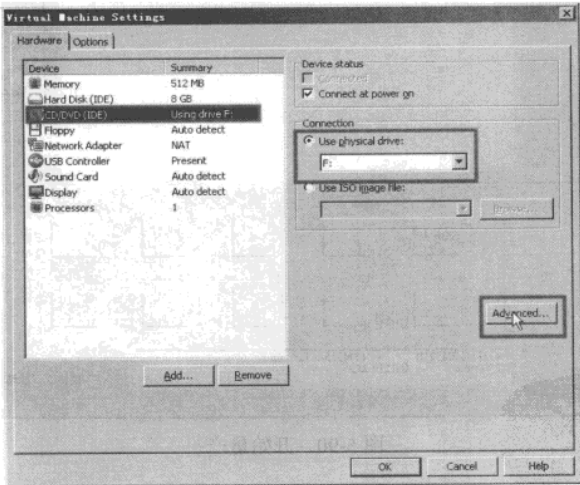 Virtual Machine Settings
Hardware Options
Device Summary
Memory 512 MB
Hard Disk (IDE) 8 GB
CD/DVD (IDE) Using drive F:
Floppy Auto detect
Network Adapter NAT
USB Controller Present
Sound Card Auto detect
Display Auto detect
Processors 1
Add... Remove
Device status
Connected
Connect at power on
Connection
Use physical drive:
F:
Use ISO image file:
Browse...
Advanced...
OK Cancel Help